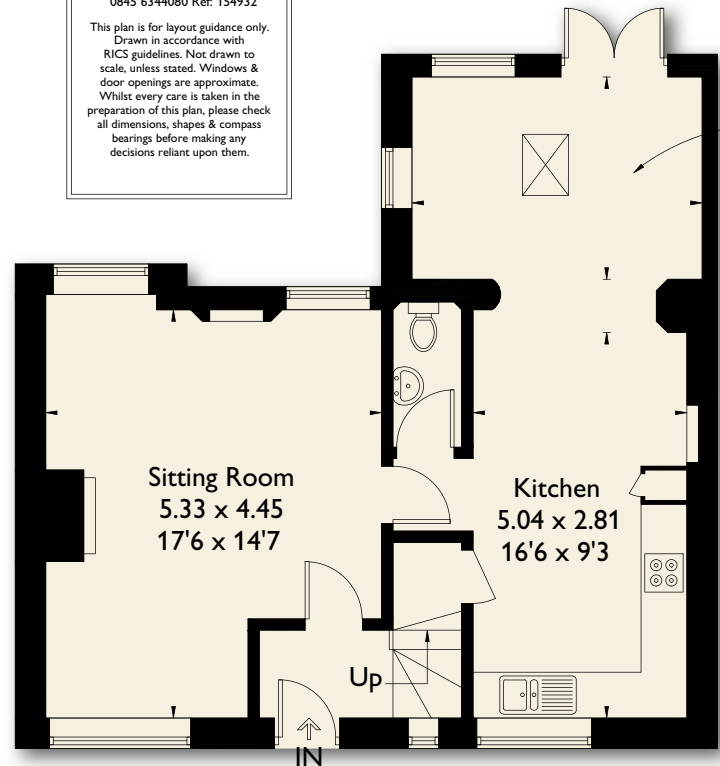 0845 6344080 Ref: 154932
This plan is for layout guidance only.
Drawn in accordance with
RICS guidelines. Not drawn to
scale, unless stated. Windows &
door openings are approximate.
Whilst every care is taken in the
preparation of this plan, please check
all dimensions, shapes & compass
bearings before making any
decisions reliant upon them.
Sitting Room
5.33 x 4.45
17'6 x 14'7
Kitchen
5.04 x 2.81
16'6 x 9'3
Up
IN